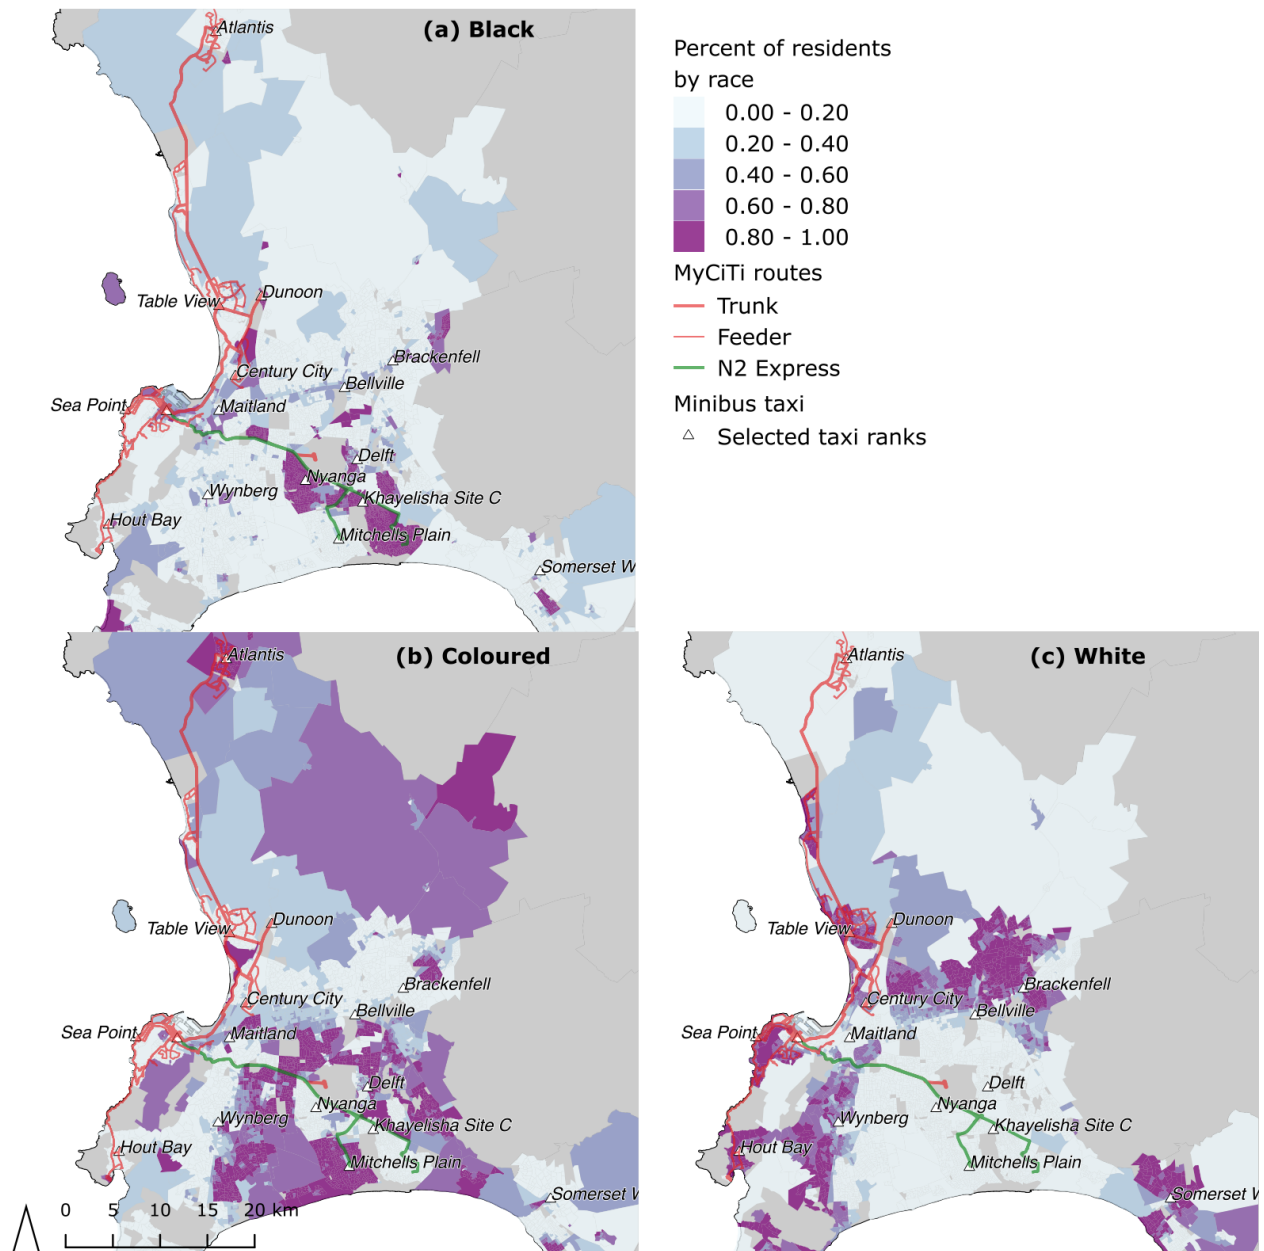 (a) Black
Atlantis
Table View
Dunoon
Brackenfell
Century City
Bellville
Sea Point
Maitland
Delft
Nyanga
Wynberg
Khayelisha Site C
Hout Bay
Mitchells Plain
Somerset W
Percent of residents
by race
0.00 - 0.20
0.20 - 0.40
0.40 - 0.60
0.60 - 0.80
0.80 - 1.00
MyCiTi routes
Trunk
Feeder
N2 Express
Minibus taxi
Selected taxi ranks
(b) Coloured
Atlantis
Table View
Dunoon
Brackenfell
Century City
Bellville
Sea Point
Maitland
Delft
Nyanga
Wynberg
Khayelisha Site C
Hout Bay
Mitchells Plain
Somerset W
0 5 10 15 20 km
(c) White
Atlantis
Table View
Dunoon
Brackenfell
Century City
Bellville
Sea Point
Maitland
Delft
Nyanga
Wynberg
Khayelisha Site C
Hout Bay
Mitchells Plain
Somerset W